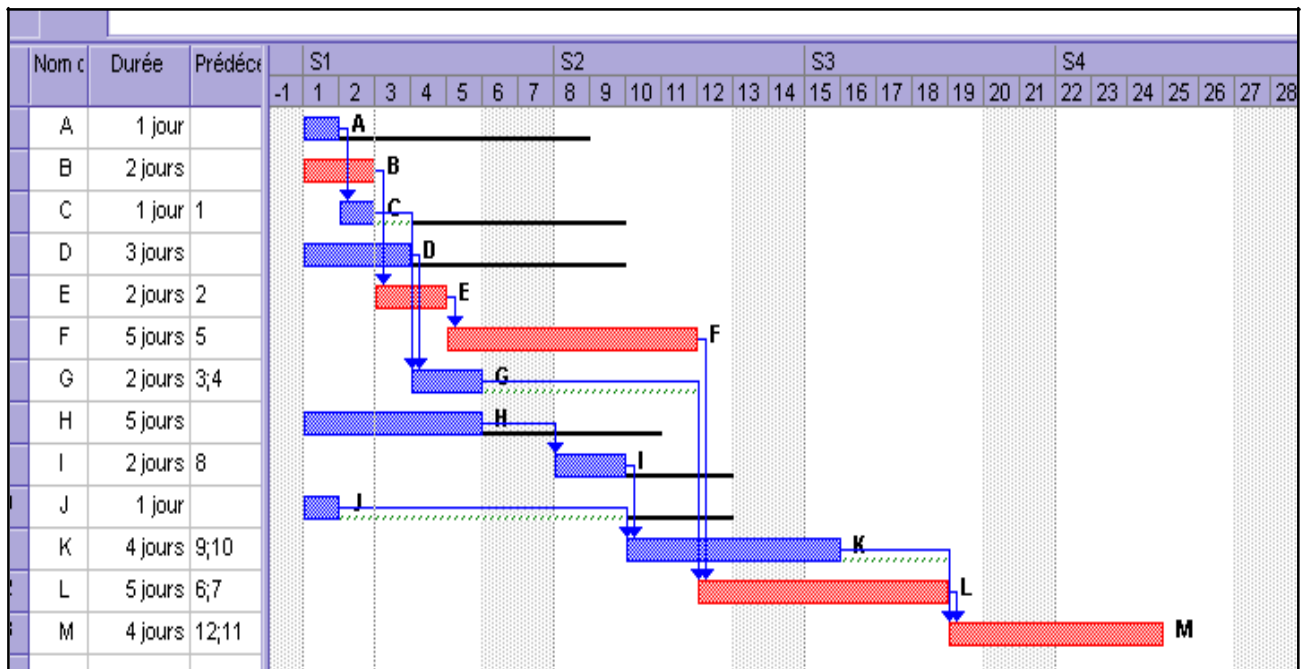 Nom d Durée Prédéce S1 S2 S3 S4
-1 1 2 3 4 5 6 7 8 9 10 11 12 13 14 15 16 17 18 19 20 21 22 23 24 25 26 27 28
A 1 jour A
B 2 jours B
C 1 jour 1 C
D 3 jours D
E 2 jours 2 E
F 5 jours 5 F
G 2 jours 3;4 G
H 5 jours H
I 2 jours 8 I
J 1 jour J
K 4 jours 9;10 K
L 5 jours 6;7 L
M 4 jours 12;11 M